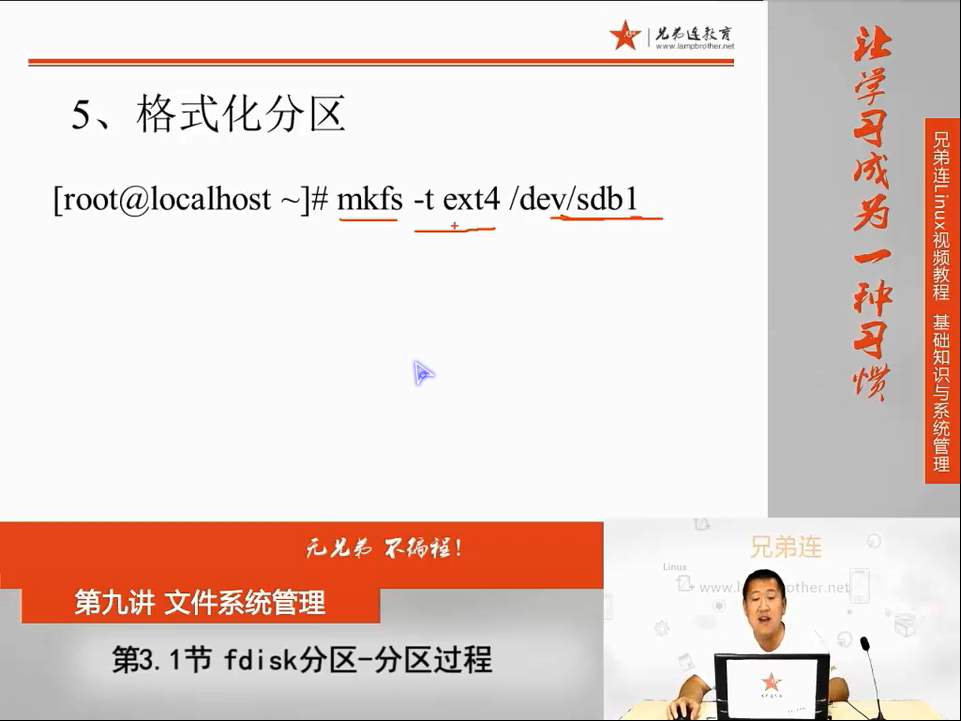 兄弟连教育
www.lampbrother.net
5、格式化分区
[root@localhost ~]# mkfs -t ext4 /dev/sdb1
让学习成为一种习惯
兄弟连Linux视频教程 基础知识与系统管理
无兄弟 不编程!
第九讲 文件系统管理
第3.1节 fdisk分区-分区过程
兄弟连
Linux